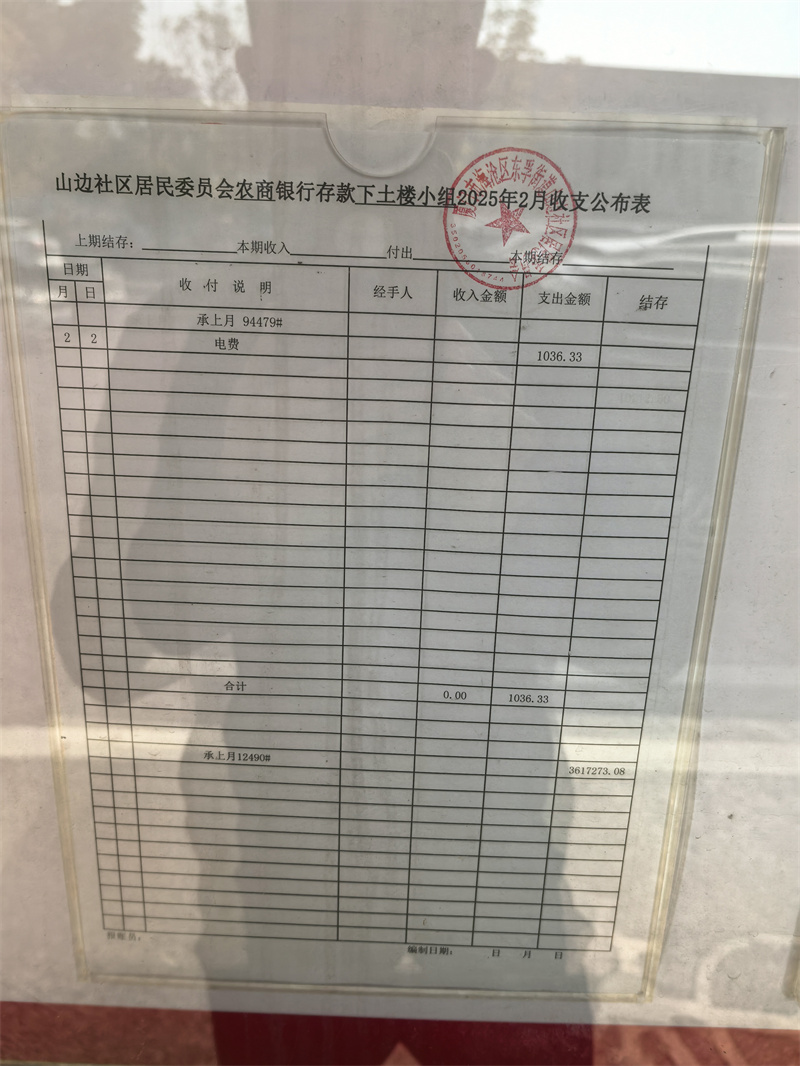 山边社区居民委员会农商银行存款下土楼小组2025年2月收支公布表
上期结存： 本期收入 付出 本期结存
日期 收付说明 经手人 收入金额 支出金额 结存
月 日
承上月 94479#
2 2 电费 1036.33
合计 0.00 1036.33
承上月12490# 3617273.08
报账员：
编制日期： 日 月 日